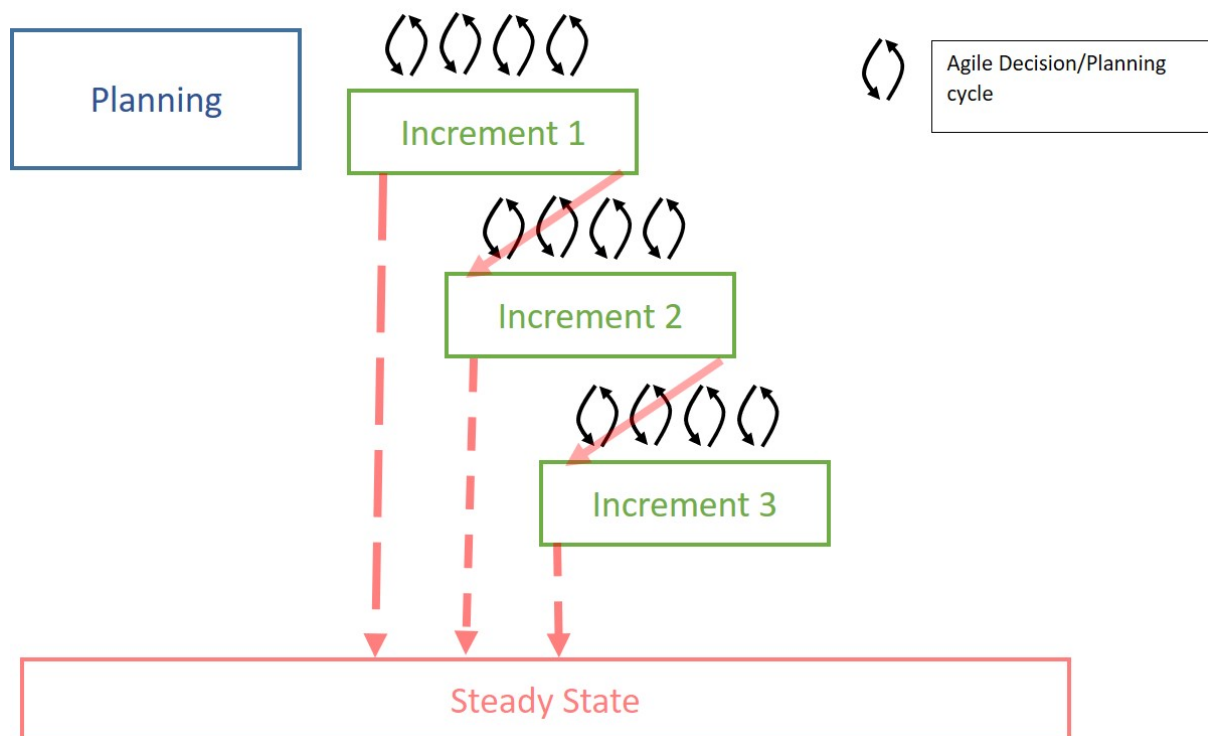 Planning
Increment 1
Agile Decision/Planning
cycle
Increment 2
Increment 3
Steady State